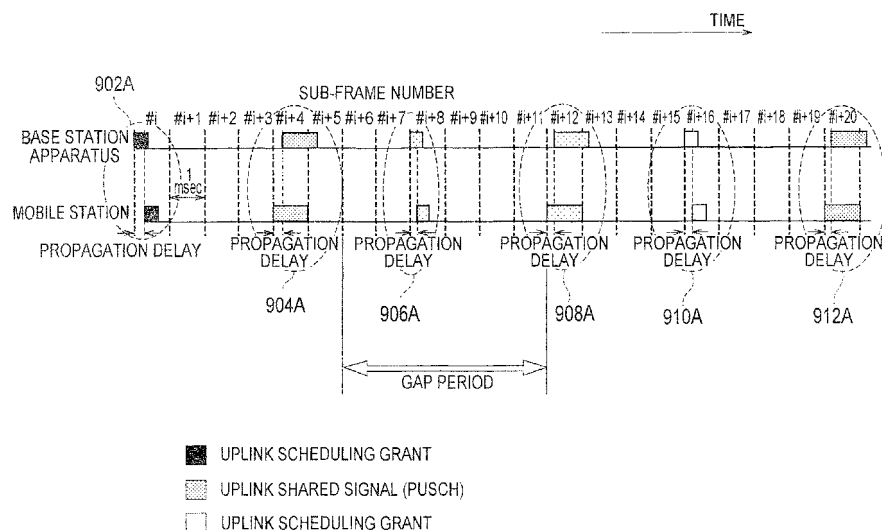 TIME
902A
SUB-FRAME NUMBER
#i #i+1 #i+2 #i+3 #i+4 #i+5 #i+6 #i+7 #i+8 #i+9 #i+10 #i+11 #i+12 #i+13 #i+14 #i+15 #i+16 #i+17 #i+18 #i+19 #i+20
BASE STATION
APPARATUS
1
msec
MOBILE STATION
PROPAGATION DELAY
PROPAGATION
DELAY
PROPAGATION
DELAY
PROPAGATION
DELAY
PROPAGATION
DELAY
PROPAGATION
DELAY
904A
906A
908A
910A
912A
GAP PERIOD
UPLINK SCHEDULING GRANT
UPLINK SHARED SIGNAL (PUSCH)
UPLINK SCHEDULING GRANT